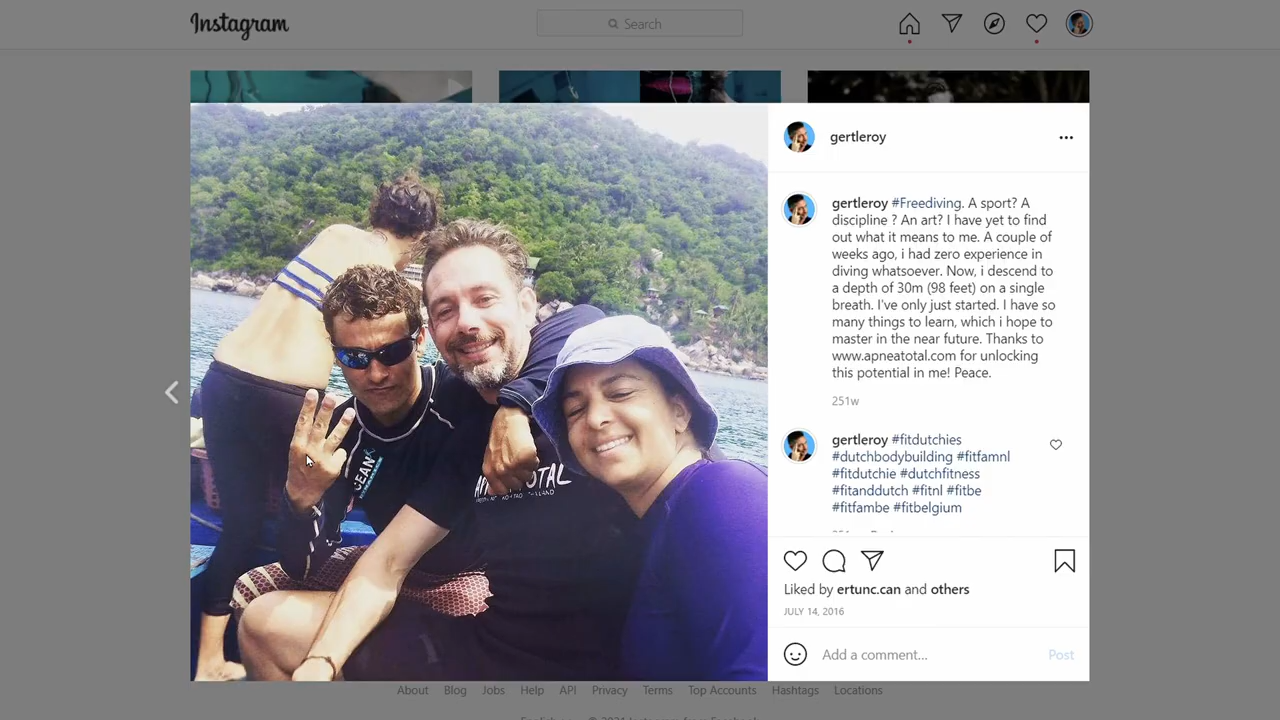 Instagram
Search
gertleroy
gertleroy #Freediving. A sport? A
discipline ? An art? I have yet to find
out what it means to me. A couple of
weeks ago, i had zero experience in
diving whatsoever. Now, i descend to
a depth of 30m (98 feet) on a single
breath. I've only just started. I have so
many things to learn, which i hope to
master in the near future. Thanks to
www.apneatotal.com for unlocking
this potential in me! Peace.
251w
gertleroy #fitdutchies
#dutchbodybuilding #fitfamnl
#fitdutchie #dutchfitness
#fitanddutch #fitnl #fitbe
#fitfambe #fitbelgium
Liked by ertunc.can and others
JULY 14, 2016
Add a comment...
Post
About Blog Jobs Help API Privacy Terms Top Accounts Hashtags Locations